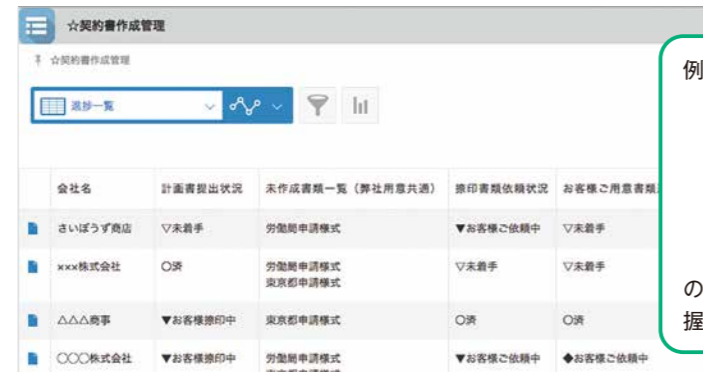 ☆契約書作成管理
☆契約書作成管理
進捗一覧
会社名 計画書提出状況 未作成書類一覧（弊社用意共通） 捺印書類依頼状況 お客様ご用意書類
さいぼうず商店 ▽未着手 労働局申請様式 ▼お客様ご依頼中 ▽未着手
×××株式会社 〇済 労働局申請様式 ▽未着手 ▽未着手
東京都申請様式
△△△商事 ▼お客様捺印中 東京都申請様式 〇済 〇済
〇〇〇株式会社 ▼お客様捺印中 労働局申請様式 ▼お客様ご依頼中 ◆お客様ご依頼中
例
の
握